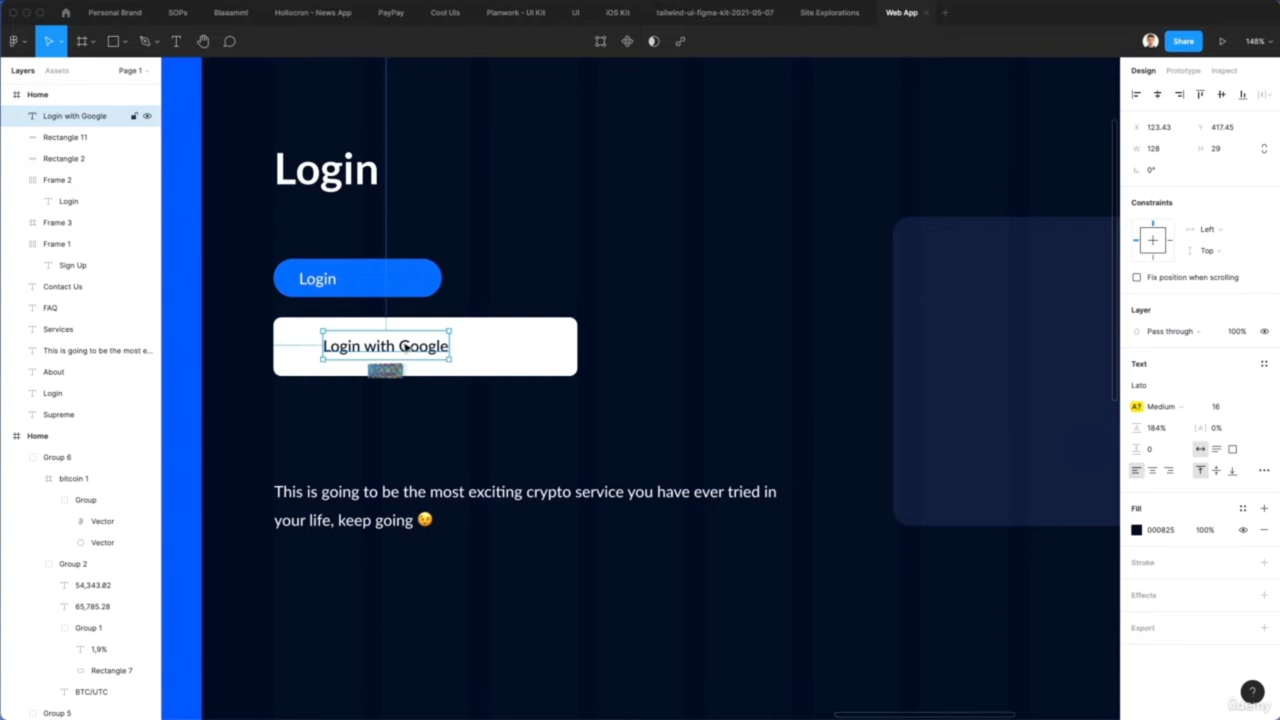 Personal Brand SOPs Blaaaml! Hollocron - News App PayPay Cool UIs Planwork - UI Kit UI iOS Kit tailwind-ui-figma-kit-2021-05-07 Site Explorations Web App
Share 148%
Layers Assets Page 1
Design Prototype Inspect
Home
Login with Google
Rectangle 11
Rectangle 2
Frame 2
Login
Frame 3
Frame 1
Sign Up
Contact Us
FAQ
Services
This is going to be the most e...
About
Login
Supreme
Home
Group 6
bitcoin 1
Group
Vector
Vector
Group 2
54,343.02
65,785.28
Group 1
1,9%
Rectangle 7
BTC/UTC
Group 5
Login
Login
Login with Google
This is going to be the most exciting crypto service you have ever tried in
your life, keep going 😉
X 123.43 Y 417.45
W 128 H 29
0°
Constraints
Left
Top
Fix position when scrolling
Layer
Pass through 100%
Text
Lato
A? Medium 16
184% 0%
0
Fill
000825 100%
Stroke
Effects
Export
?
Udemy